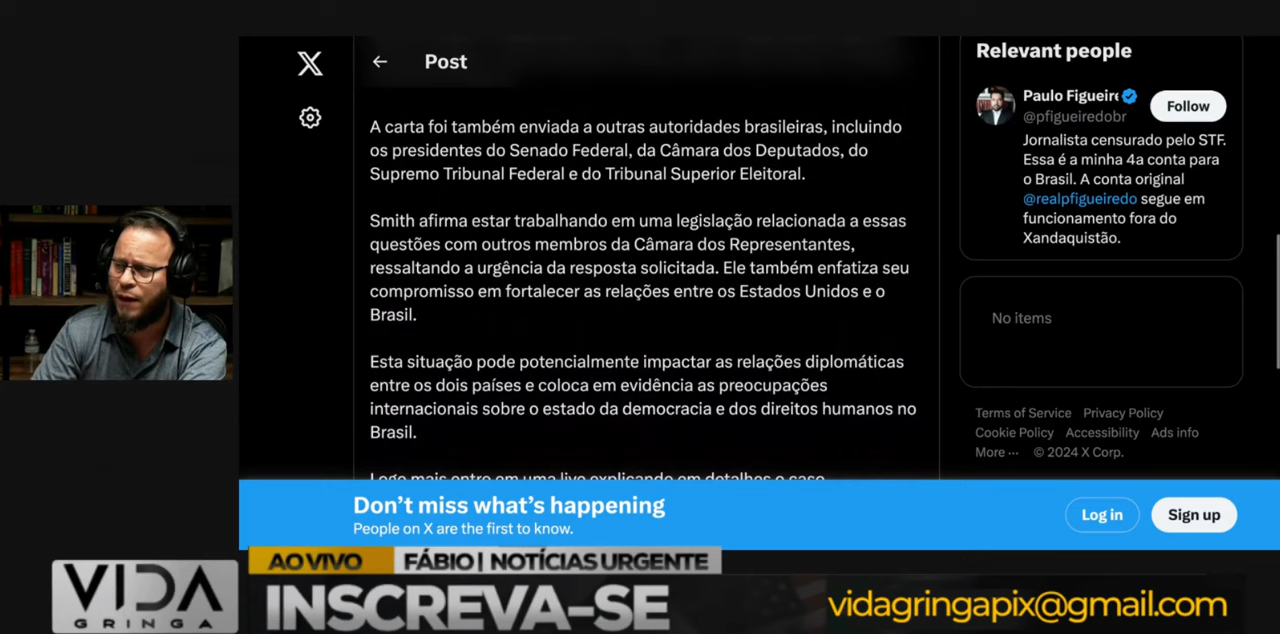 Post
A carta foi também enviada a outras autoridades brasileiras, incluindo
os presidentes do Senado Federal, da Câmara dos Deputados, do
Supremo Tribunal Federal e do Tribunal Superior Eleitoral.
Smith afirma estar trabalhando em uma legislação relacionada a essas
questões com outros membros da Câmara dos Representantes,
ressaltando a urgência da resposta solicitada. Ele também enfatiza seu
compromisso em fortalecer as relações entre os Estados Unidos e o
Brasil.
Esta situação pode potencialmente impactar as relações diplomáticas
entre os dois países e coloca em evidência as preocupações
internacionais sobre o estado da democracia e dos direitos humanos no
Brasil.
Logo mais entro em uma live explicando em detalhes o caso
Relevant people
Paulo Figueire
@pfigueiredobr
Follow
Jornalista censurado pelo STF.
Essa é a minha 4a conta para
o Brasil. A conta original
@realpfigueiredo segue em
funcionamento fora do
Xandaquistão.
No items
Terms of Service Privacy Policy
Cookie Policy Accessibility Ads info
More ··· © 2024 X Corp.
Don't miss what's happening
People on X are the first to know.
Log in
Sign up
AO VIVO
FÁBIO | NOTÍCIAS URGENTE
VIDA
GRINGA
INSCREVA-SE
vidagringapix@gmail.com